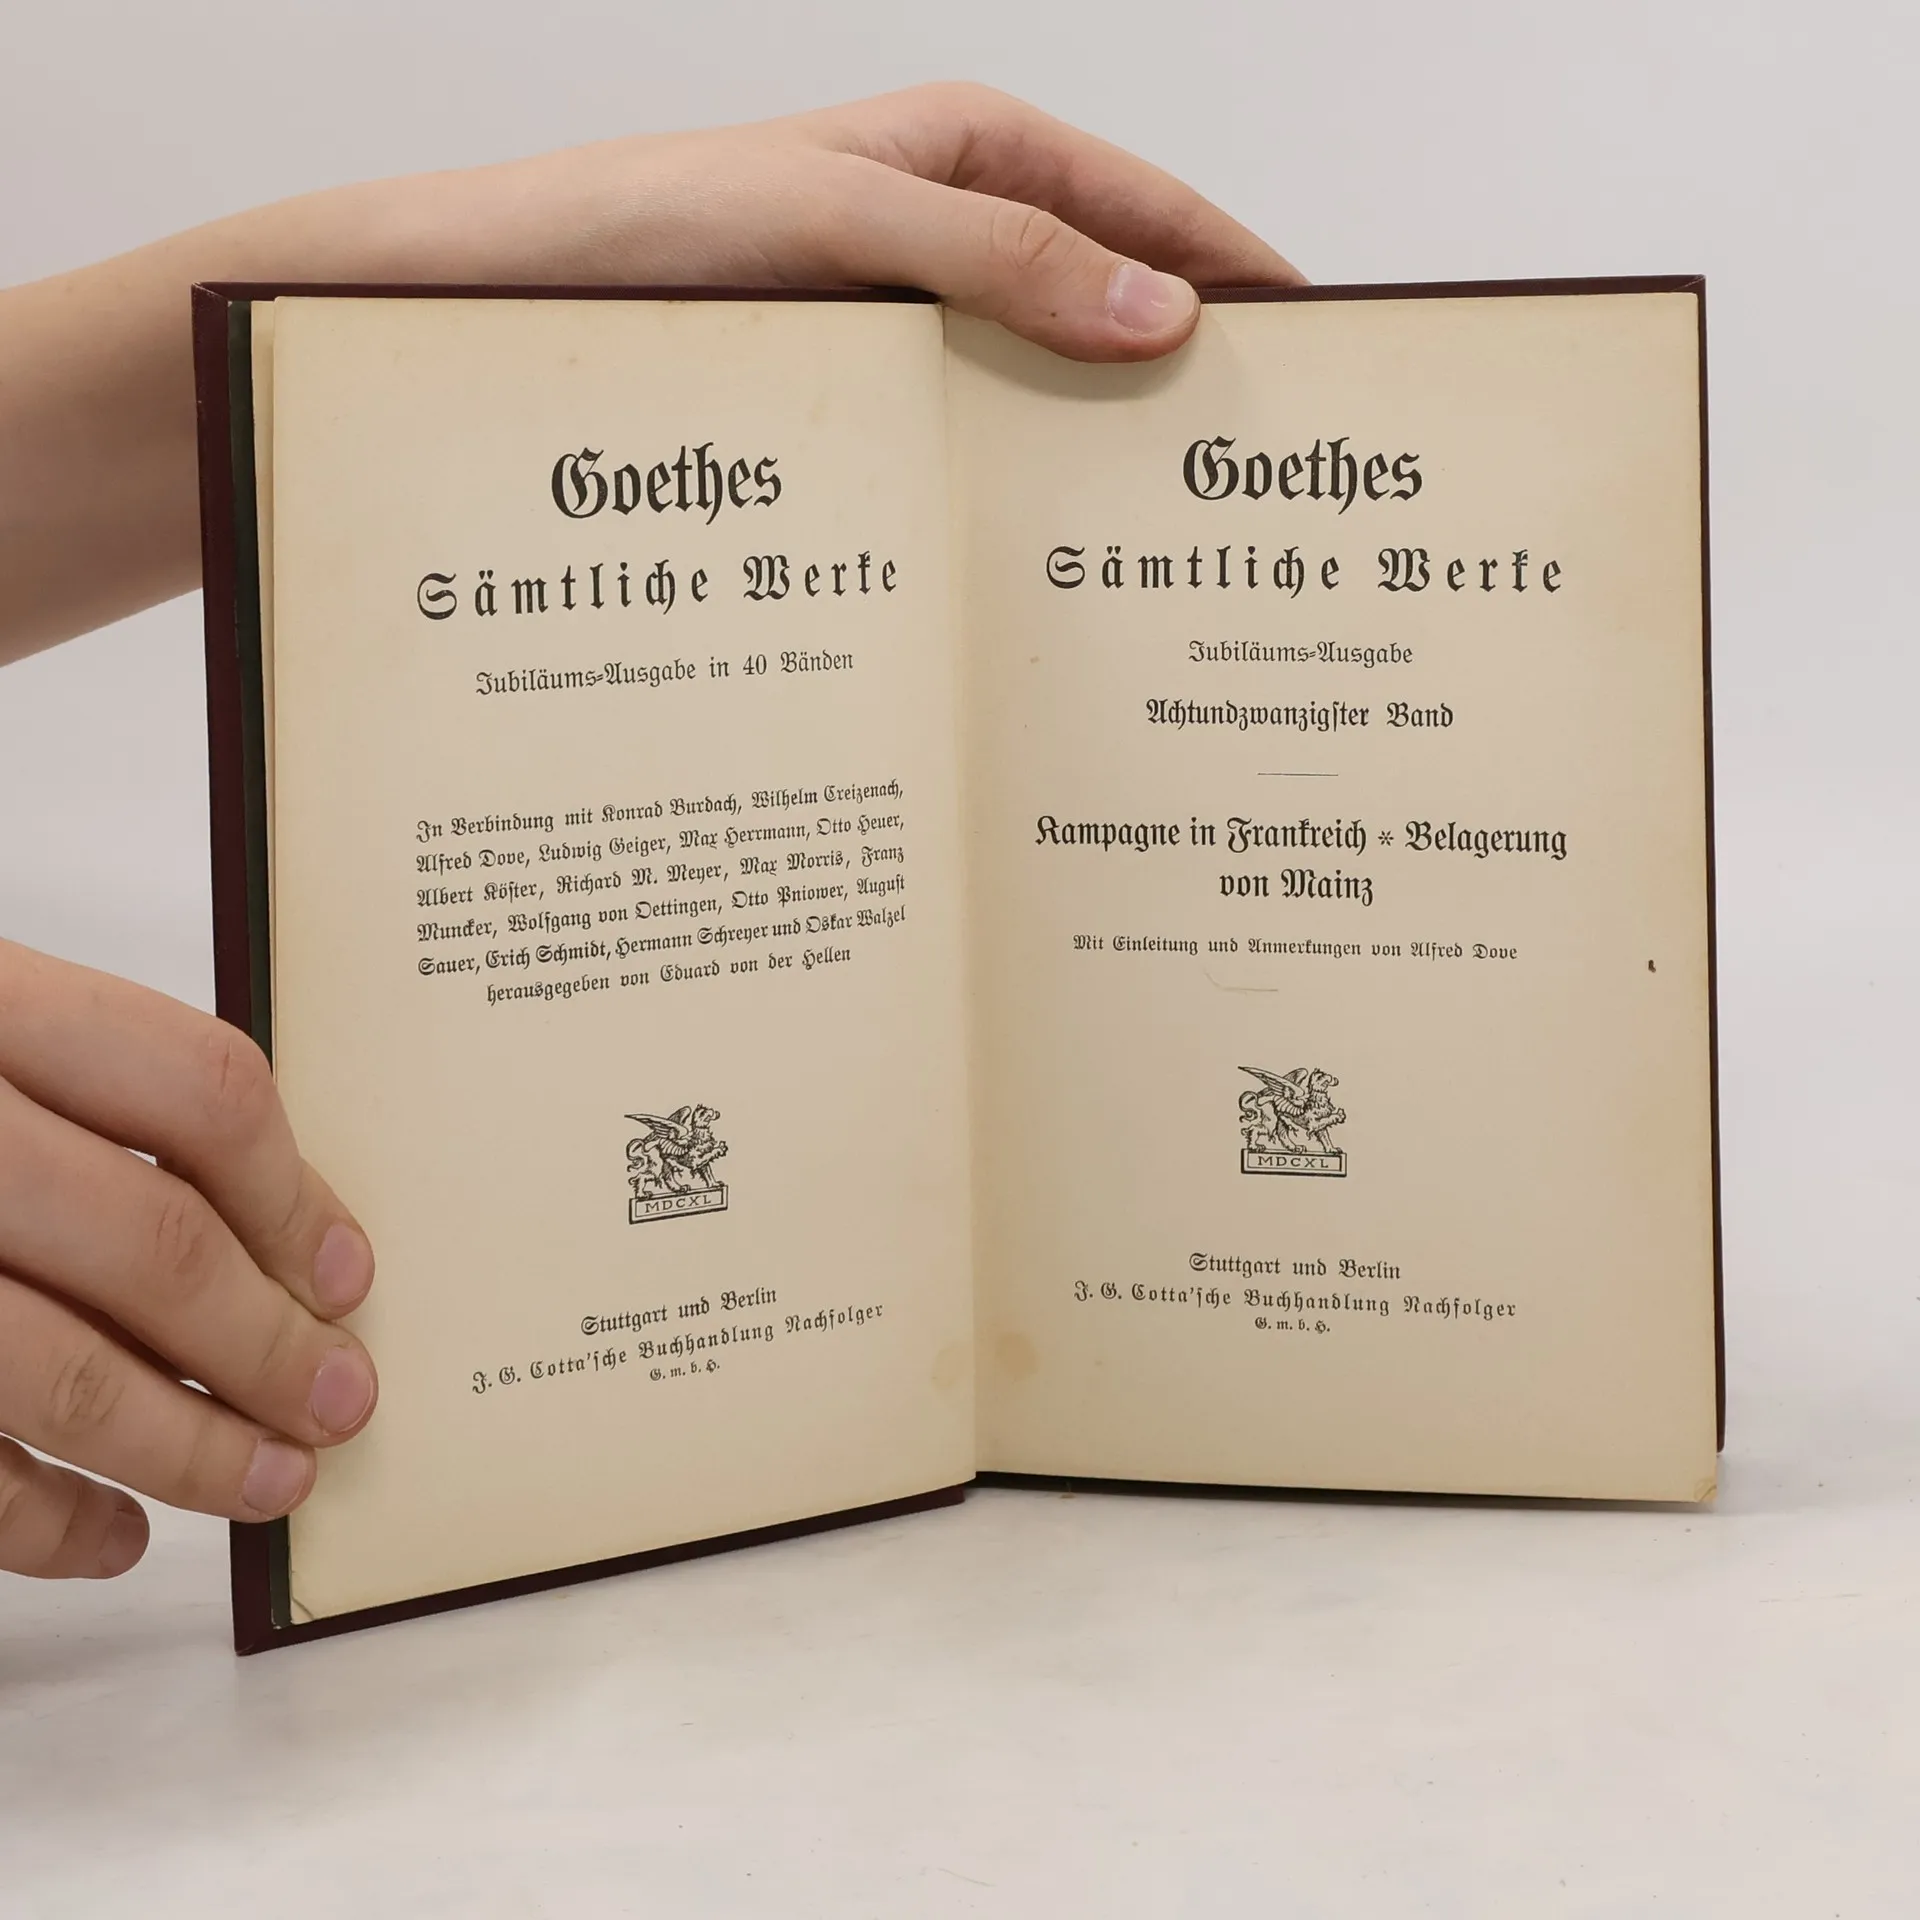 Goethes
Sämtliche Werke
Jubiläums-Ausgabe in 40 Bänden
In Verbindung mit Konrad Burdach, Wilhelm Creizenach,
Alfred Dove, Ludwig Geiger, Max Herrmann, Otto Heuer,
Albert Köster, Richard M. Meyer, Max Morris, Franz
Muncker, Wolfgang von Oettingen, Otto Pniower, August
Sauer, Erich Schmidt, Hermann Schreyer und Oskar Walzel
herausgegeben von Eduard von der Hellen
MDCXL
Stuttgart und Berlin
J. G. Cotta'sche Buchhandlung Nachfolger
G. m. b. H.
Goethes
Sämtliche Werke
Jubiläums-Ausgabe
Achtundzwanzigster Band
Kampagne in Frankreich * Belagerung
von Mainz
Mit Einleitung und Anmerkungen von Alfred Dove
MDCXL
Stuttgart und Berlin
J. G. Cotta'sche Buchhandlung Nachfolger
G. m. b. H.